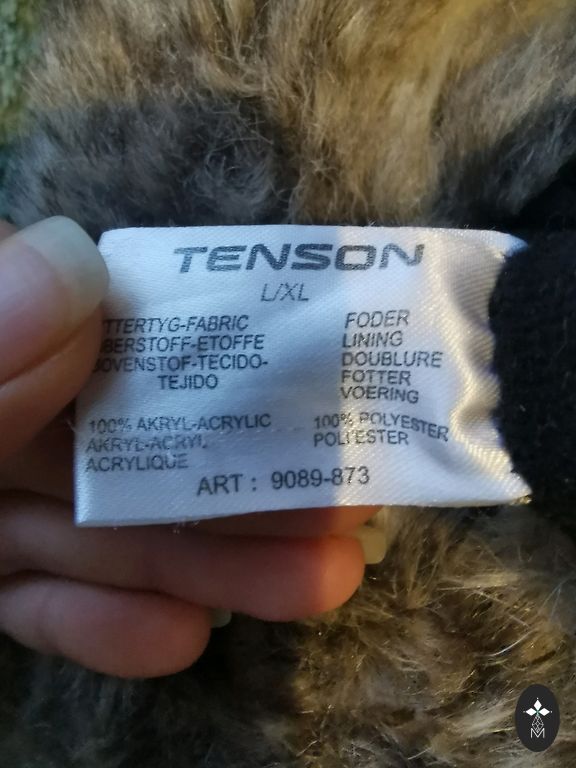 TENSON
L/XL
TTERTYG-FABRIC
BERSTOFF-ETOFFE
OVENSTOF-TECIDO-
TEJIDO
100% AKRYL-ACRYLIC
AKRYL-ACRYL
ACRYLIQUE
FODER
LINING
DOUBLURE
FOTTER
VOERING
100% POLYESTER
POLIESTER
ART : 9089-873
M